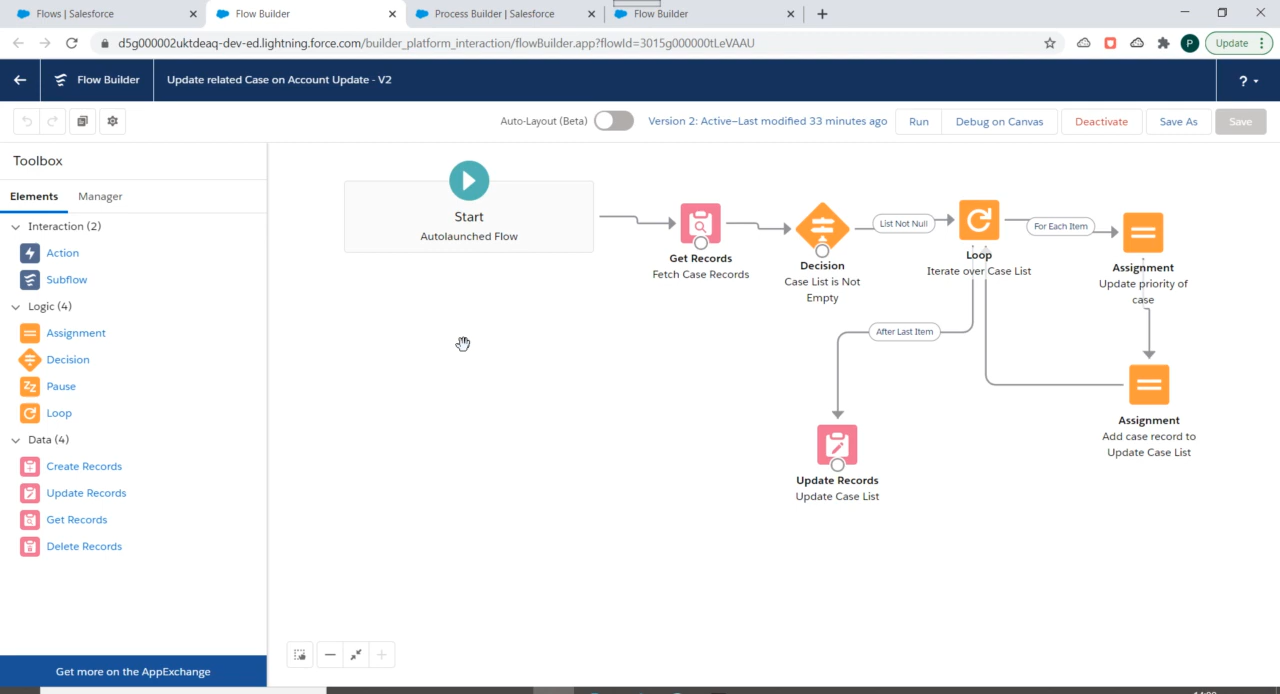 Flows | Salesforce
Flow Builder
Process Builder | Salesforce
Flow Builder
d5g000002uktdeaq-dev-ed.lightning.force.com/builder_platform_interaction/flowBuilder.app?flowId=3015g000000tLeVAAU
P
Update
Flow Builder
Update related Case on Account Update - V2
?
Auto-Layout (Beta)
Version 2: Active—Last modified 33 minutes ago
Run
Debug on Canvas
Deactivate
Save As
Save
Toolbox
Elements
Manager
Interaction (2)
Action
Subflow
Logic (4)
Assignment
Decision
Pause
Loop
Data (4)
Create Records
Update Records
Get Records
Delete Records
Get more on the AppExchange
Start
Autolaunched Flow
Get Records
Fetch Case Records
Decision
Case List is Not
Empty
List Not Null
Loop
Iterate over Case List
For Each Item
Assignment
Update priority of
case
After Last Item
Assignment
Add case record to
Update Case List
Update Records
Update Case List